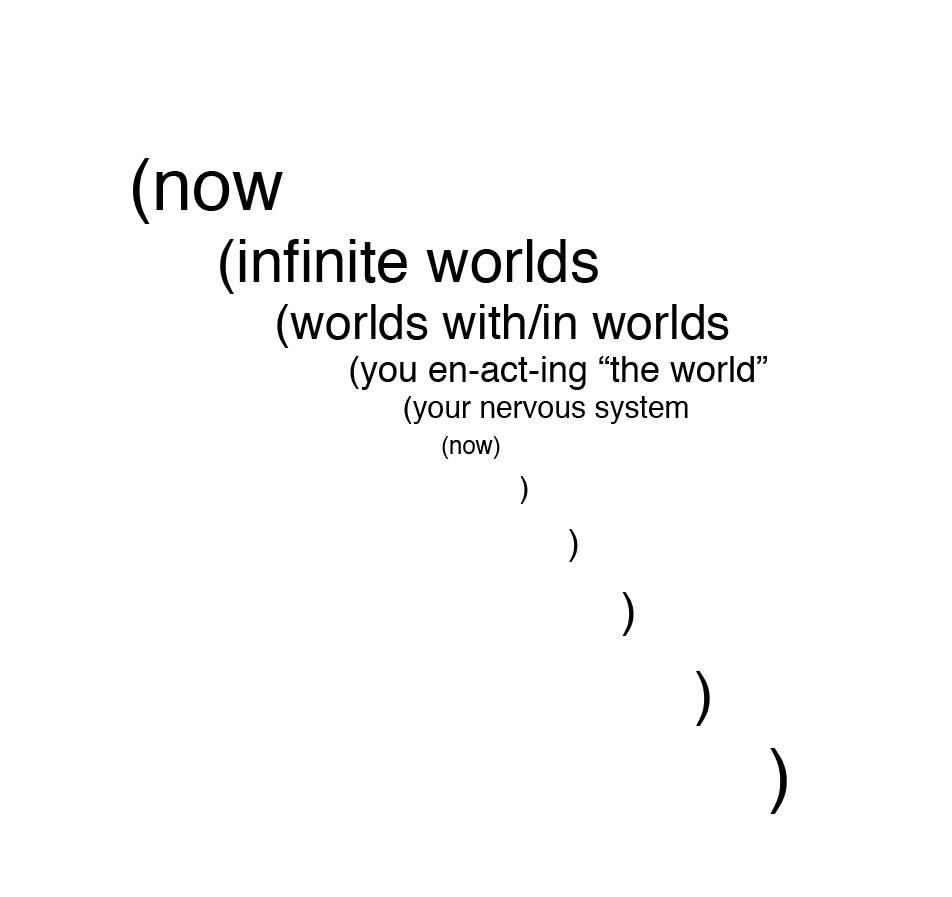 (now
(infinite worlds
(worlds with/in worlds
(you en-act-ing “the world”
(your nervous system
(now)
)
)
)
)
)